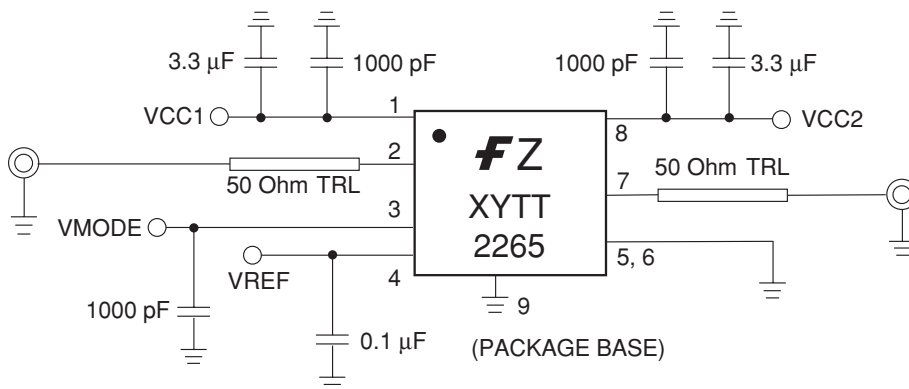 3.3 μF
1000 pF
1000 pF
3.3 μF
VCC1
1
8
VCC2
Z
XYTT
2265
2
50 Ohm TRL
7
50 Ohm TRL
VMODE
3
VREF
4
5, 6
1000 pF
0.1 μF
9
(PACKAGE BASE)